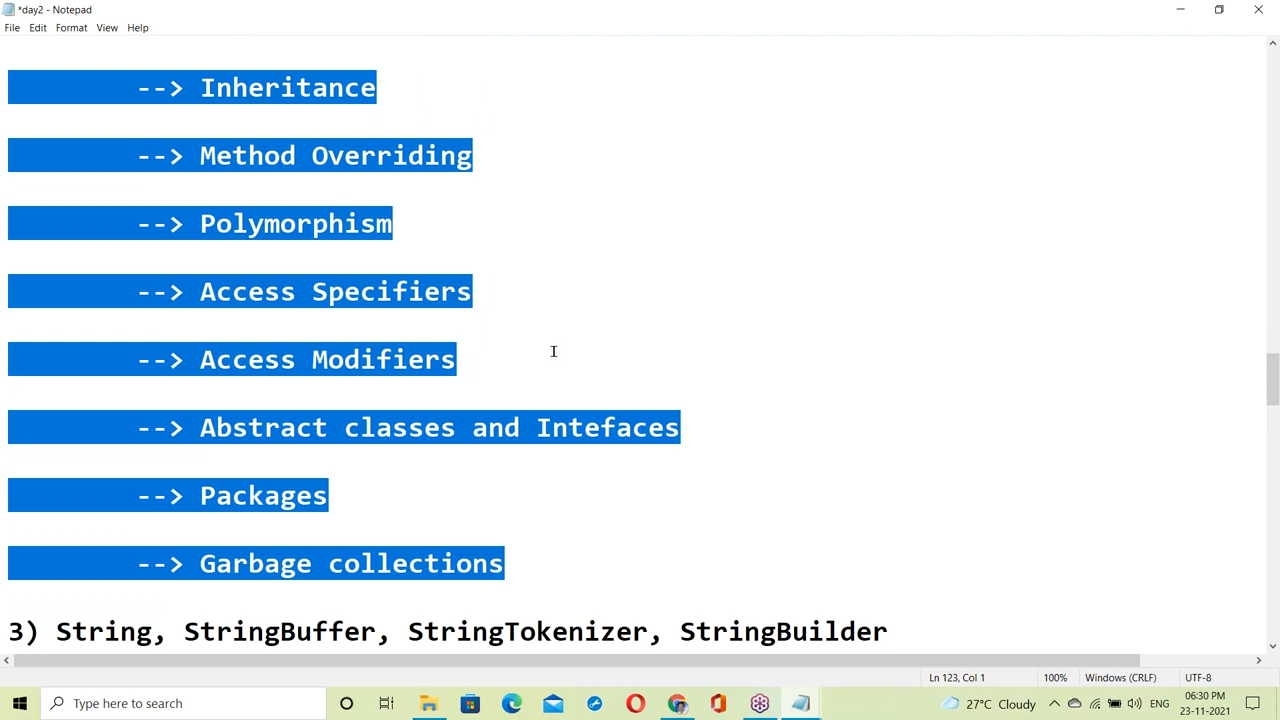 *day2 - Notepad
File Edit Format View Help
--> Inheritance
--> Method Overriding
--> Polymorphism
--> Access Specifiers
--> Access Modifiers
--> Abstract classes and Intefaces
--> Packages
--> Garbage collections
3) String, StringBuffer, StringTokenizer, StringBuilder
Ln 123, Col 1 100% Windows (CRLF) UTF-8
Type here to search 27°C Cloudy ENG 06:30 PM
23-11-2021